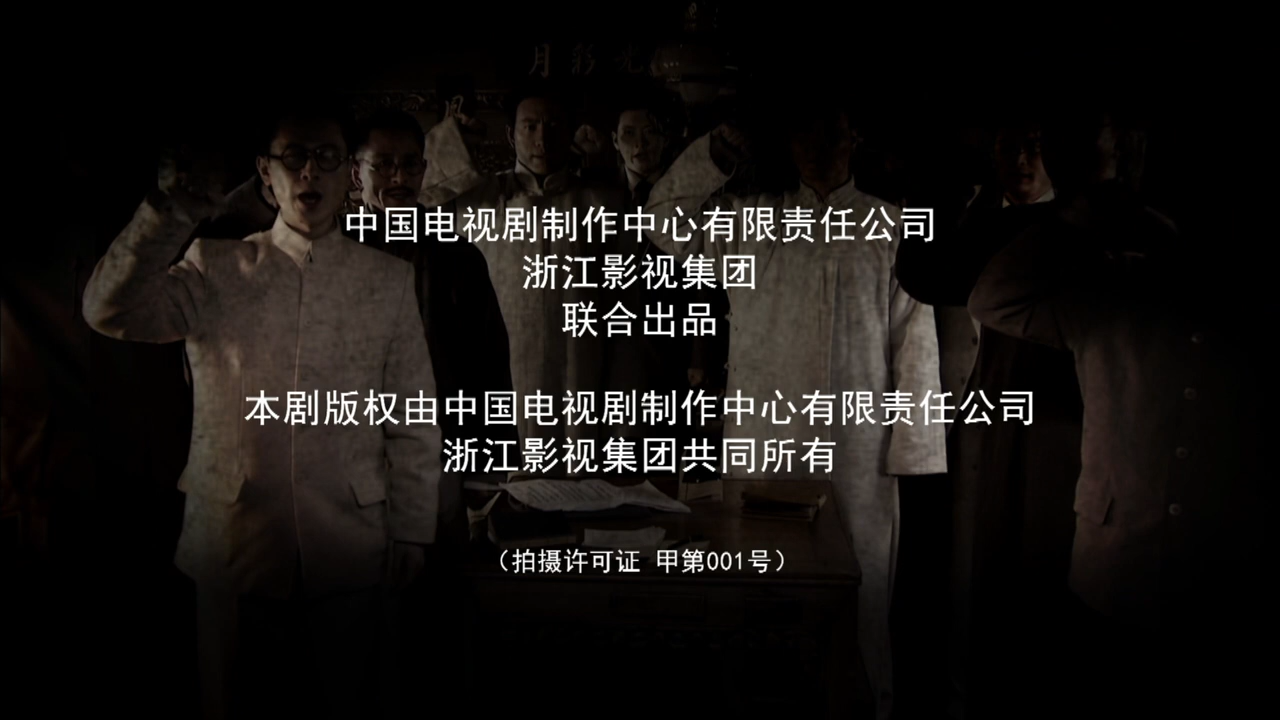 中国电视剧制作中心有限责任公司
浙江影视集团
联合出品
本剧版权由中国电视剧制作中心有限责任公司
浙江影视集团共同所有
（拍摄许可证 甲第001号）